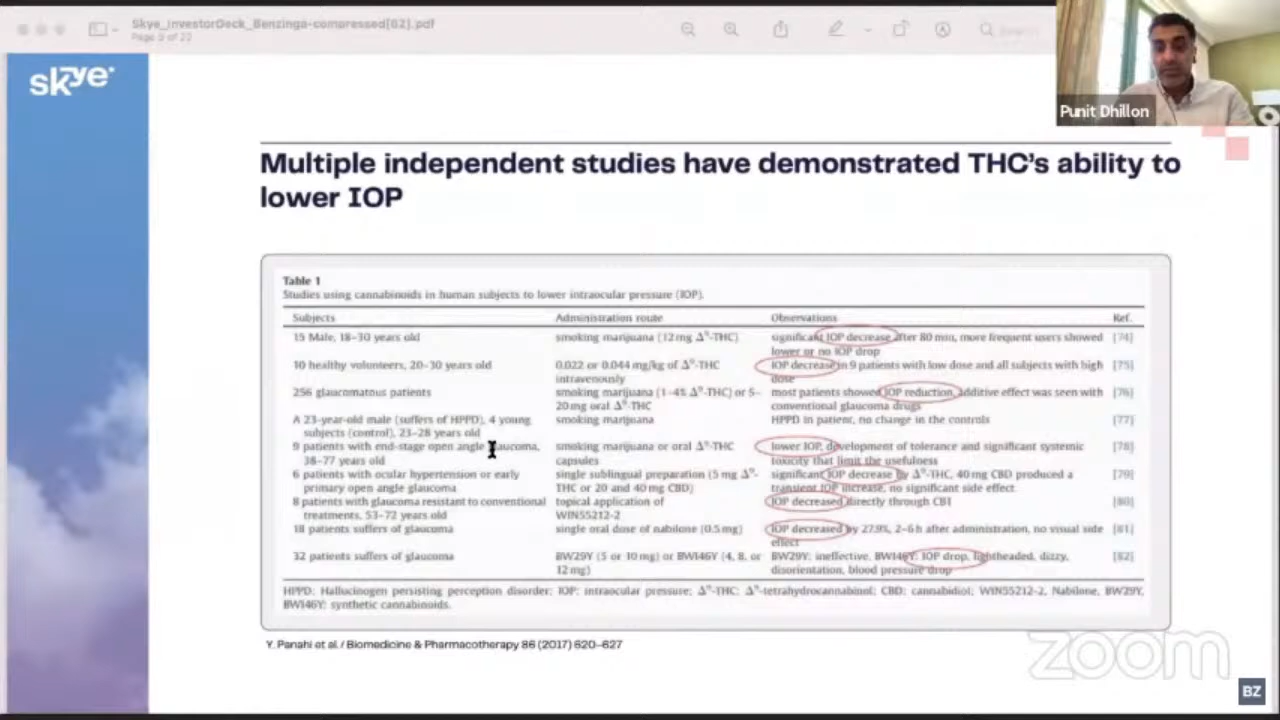 Skye_InvestorDeck_Benzinga-compressed[82].pdf
Page 5 of 22
Search
Punit Dhillon
skye
Multiple independent studies have demonstrated THC's ability to
lower IOP
Table 1
Studies using cannabinoids in human subjects to lower intraocular pressure (IOP).
Subjects Administration route Observations Ref.
15 Male, 18–30 years old smoking marijuana (12 mg Δ⁹-THC) significant IOP decrease after 80 min, more frequent users showed [74]
lower or no IOP drop
10 healthy volunteers, 20–30 years old 0.022 or 0.044 mg/kg of Δ⁹-THC IOP decrease in 9 patients with low dose and all subjects with high [75]
intravenously dose
256 glaucomatous patients smoking marijuana (1–4% Δ⁹-THC) or 5– most patients showed IOP reduction, additive effect was seen with [76]
20 mg oral Δ⁹-THC conventional glaucoma drugs
A 23-year-old male (suffers of HPPD), 4 young smoking marijuana HPPD in patient, no change in the controls [77]
subjects (control), 23–28 years old
9 patients with end-stage open angle glaucoma, smoking marijuana or oral Δ⁹-THC lower IOP, development of tolerance and significant systemic [78]
38–77 years old capsules toxicity that limit the usefulness
6 patients with ocular hypertension or early single sublingual preparation (5 mg Δ⁹- significant IOP decrease by Δ⁹-THC, 40 mg CBD produced a [79]
primary open angle glaucoma THC or 20 and 40 mg CBD) transient IOP increase, no significant side effect
8 patients with glaucoma resistant to conventional topical application of IOP decreased directly through CB1 [80]
treatments, 53–72 years old WIN55212-2
18 patients suffers of glaucoma single oral dose of nabilone (0.5 mg) IOP decreased by 27.9%, 2–6 h after administration, no visual side [81]
effect
32 patients suffers of glaucoma BW29Y (5 or 10 mg) or BW146Y (4, 8, or BW29Y: ineffective, BW146Y: IOP drop, lightheaded, dizzy, [82]
12 mg) disorientation, blood pressure drop
HPPD: Hallucinogen persisting perception disorder; IOP: intraocular pressure; Δ⁹-THC: Δ⁹-tetrahydrocannabinol; CBD: cannabidiol; WIN55212-2, Nabilone, BW29Y,
BW146Y: synthetic cannabinoids.
Y. Panahi et al. / Biomedicine & Pharmacotherapy 86 (2017) 620–627
zoom
BZ